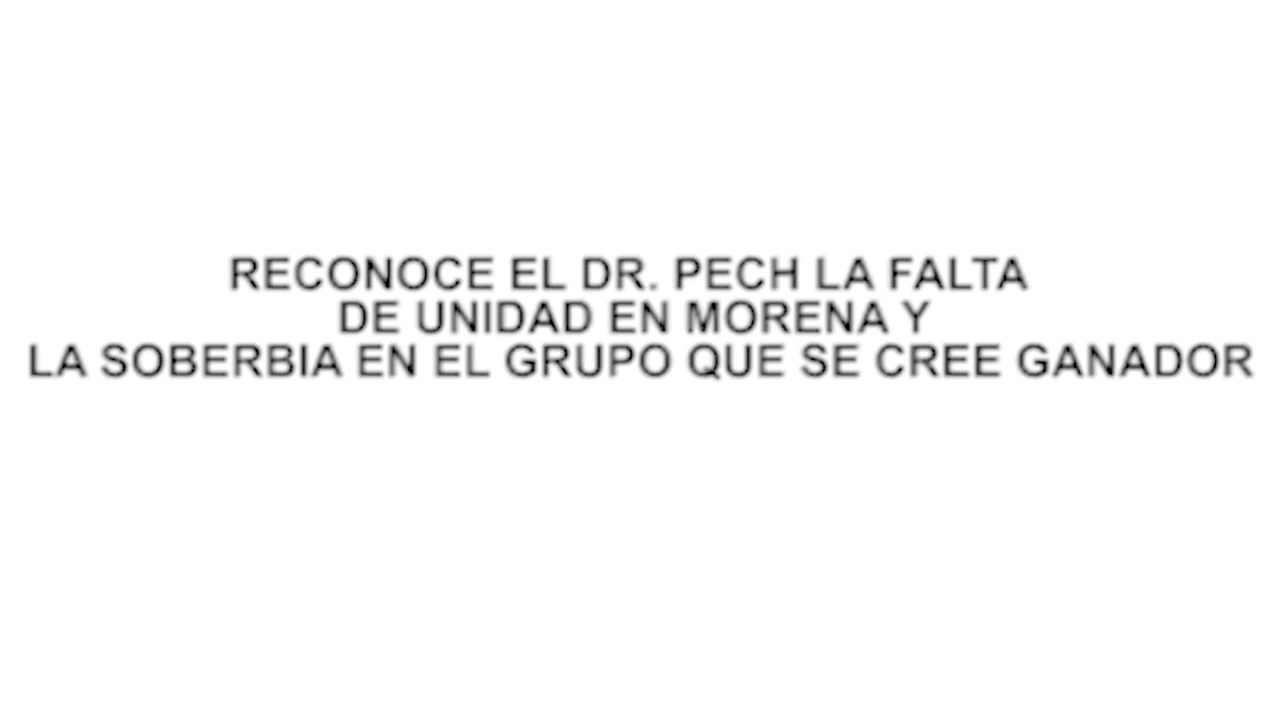 RECONOCE EL DR. PECH LA FALTA
DE UNIDAD EN MORENA Y
LA SOBERBIA EN EL GRUPO QUE SE CREE GANADOR